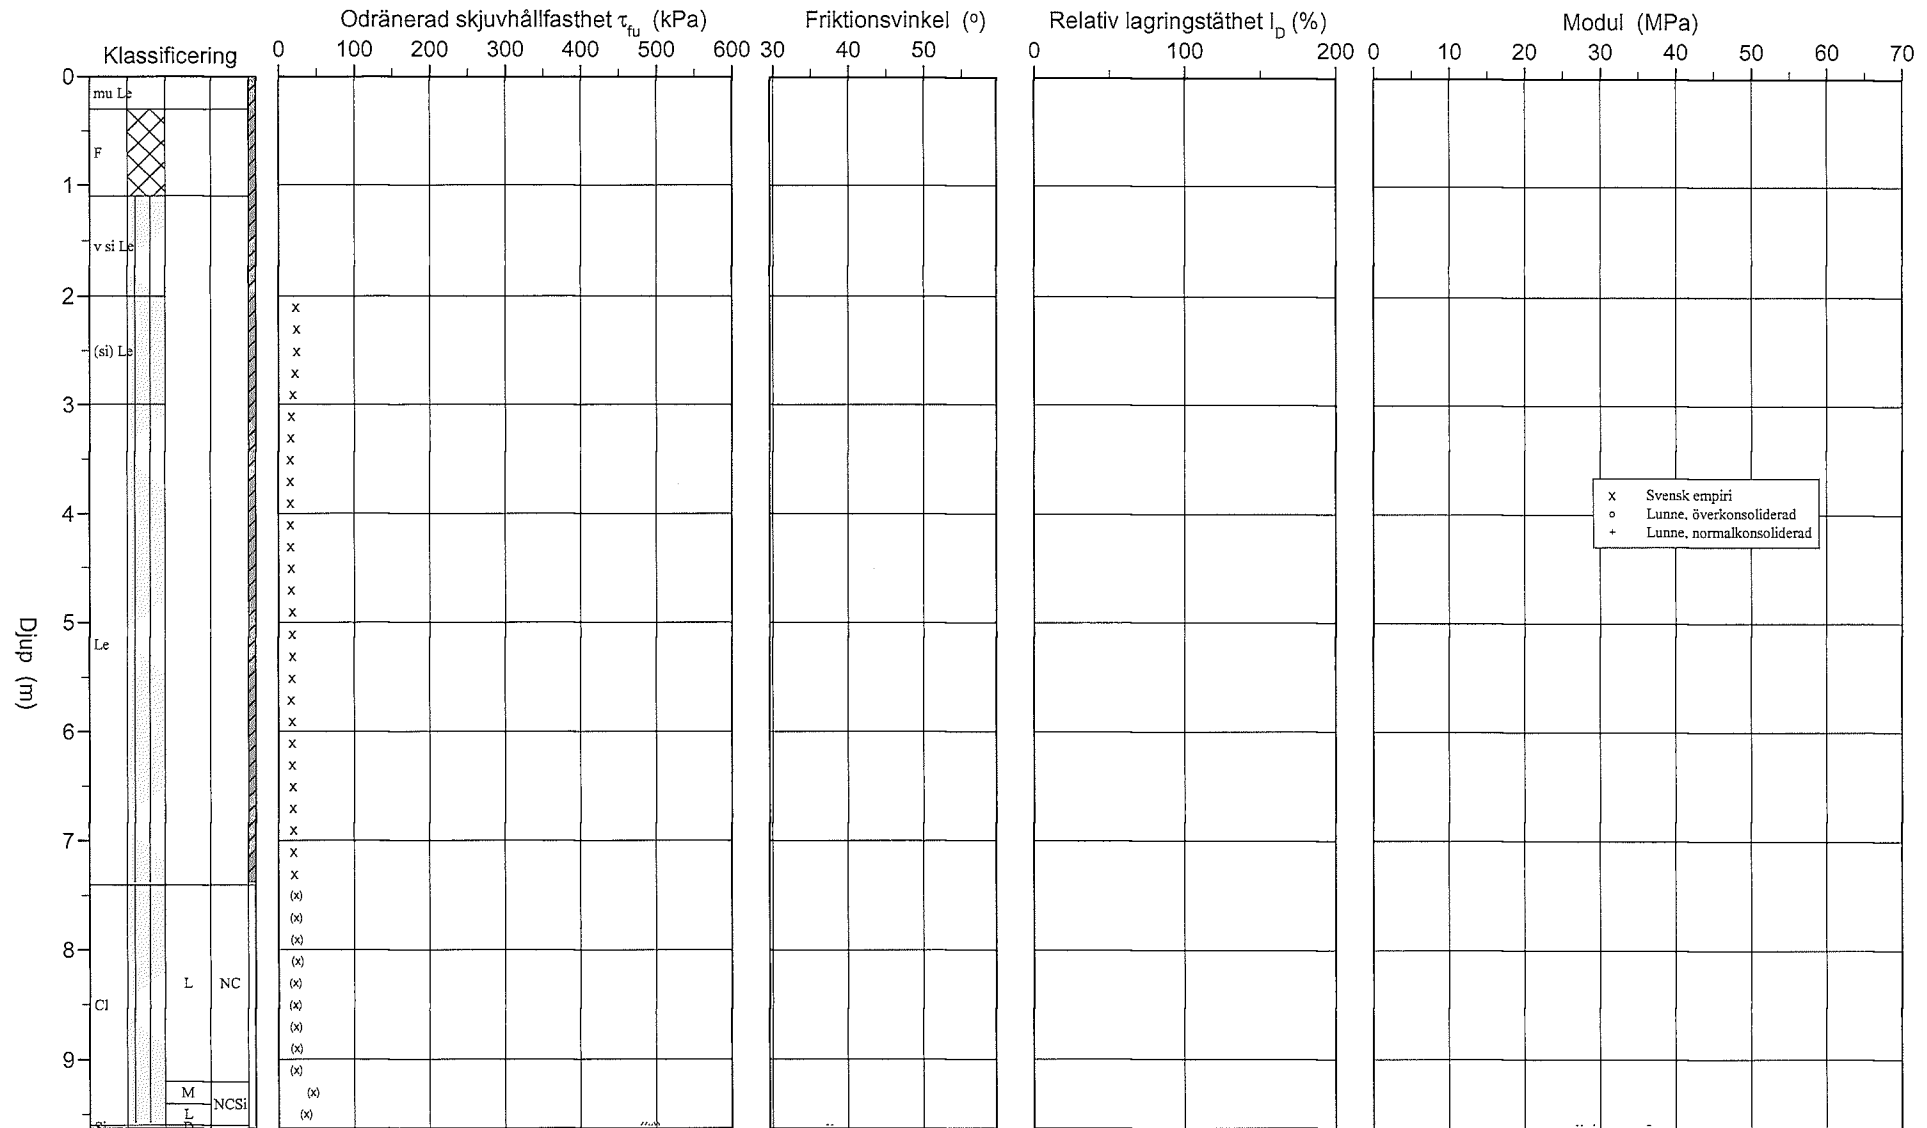 Odränerad skjuvhållfasthet τfu (kPa)
Friktionsvinkel (o)
Relativ lagringstäthet ID (%)
Modul (MPa)
Klassificering
0 100 200 300 400 500 600
30 40 50
0 100 200
0 10 20 30 40 50 60 70
Djup (m)
0
mu Le
F
1
v si Le
2
(si) Le
3
x Svensk empiri
o Lunne, överkonsoliderad
+ Lunne, normalkonsoliderad
4
5
Le
6
7
8
L NC
Cl
9
M
NCSi
L